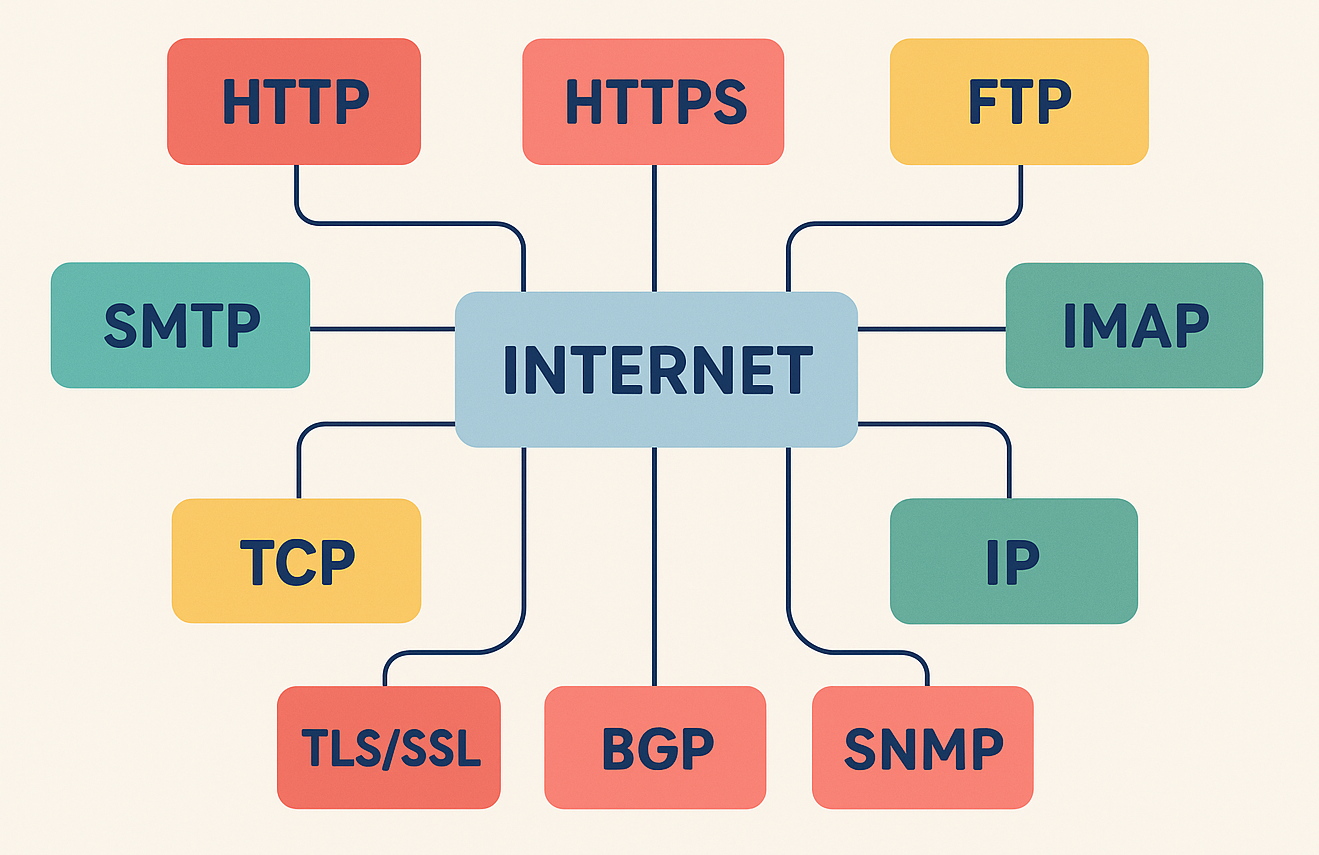 HTTP
HTTPS
FTP
SMTP
INTERNET
IMAP
TCP
IP
TLS/SSL
BGP
SNMP